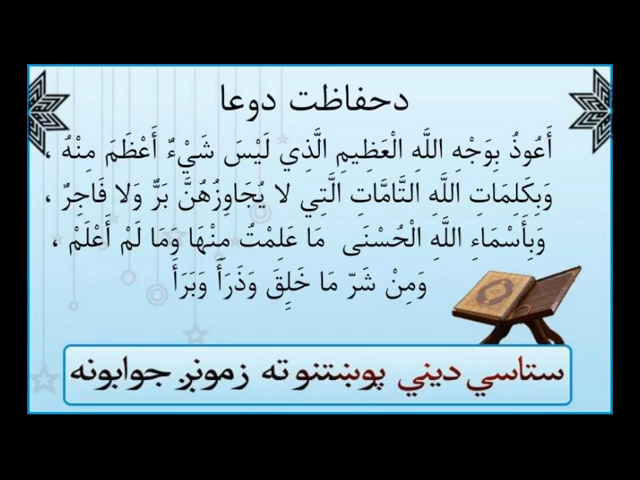 دحفاظت دوعا
أَعُوذُ بِوَجْهِ اللَّهِ الْعَظِيمِ الَّذِي لَيْسَ شَيْءٌ أَعْظَمَ مِنْهُ ،
وَبِكَلِمَاتِ اللَّهِ التَّامَّاتِ الَّتِي لا يُجَاوِزُهُنَّ بَرٌّ وَلا فَاجِرٌ ،
وَبِأَسْمَاءِ اللَّهِ الْحُسْنَى مَا عَلِمْتُ مِنْهَا وَمَا لَمْ أَعْلَمْ ،
وَمِنْ شَرّ مَا خَلِقَ وَذَرَأَ وَبَرَأَ
ستاسي ديني پوښتنو ته زمونږ جوابونه